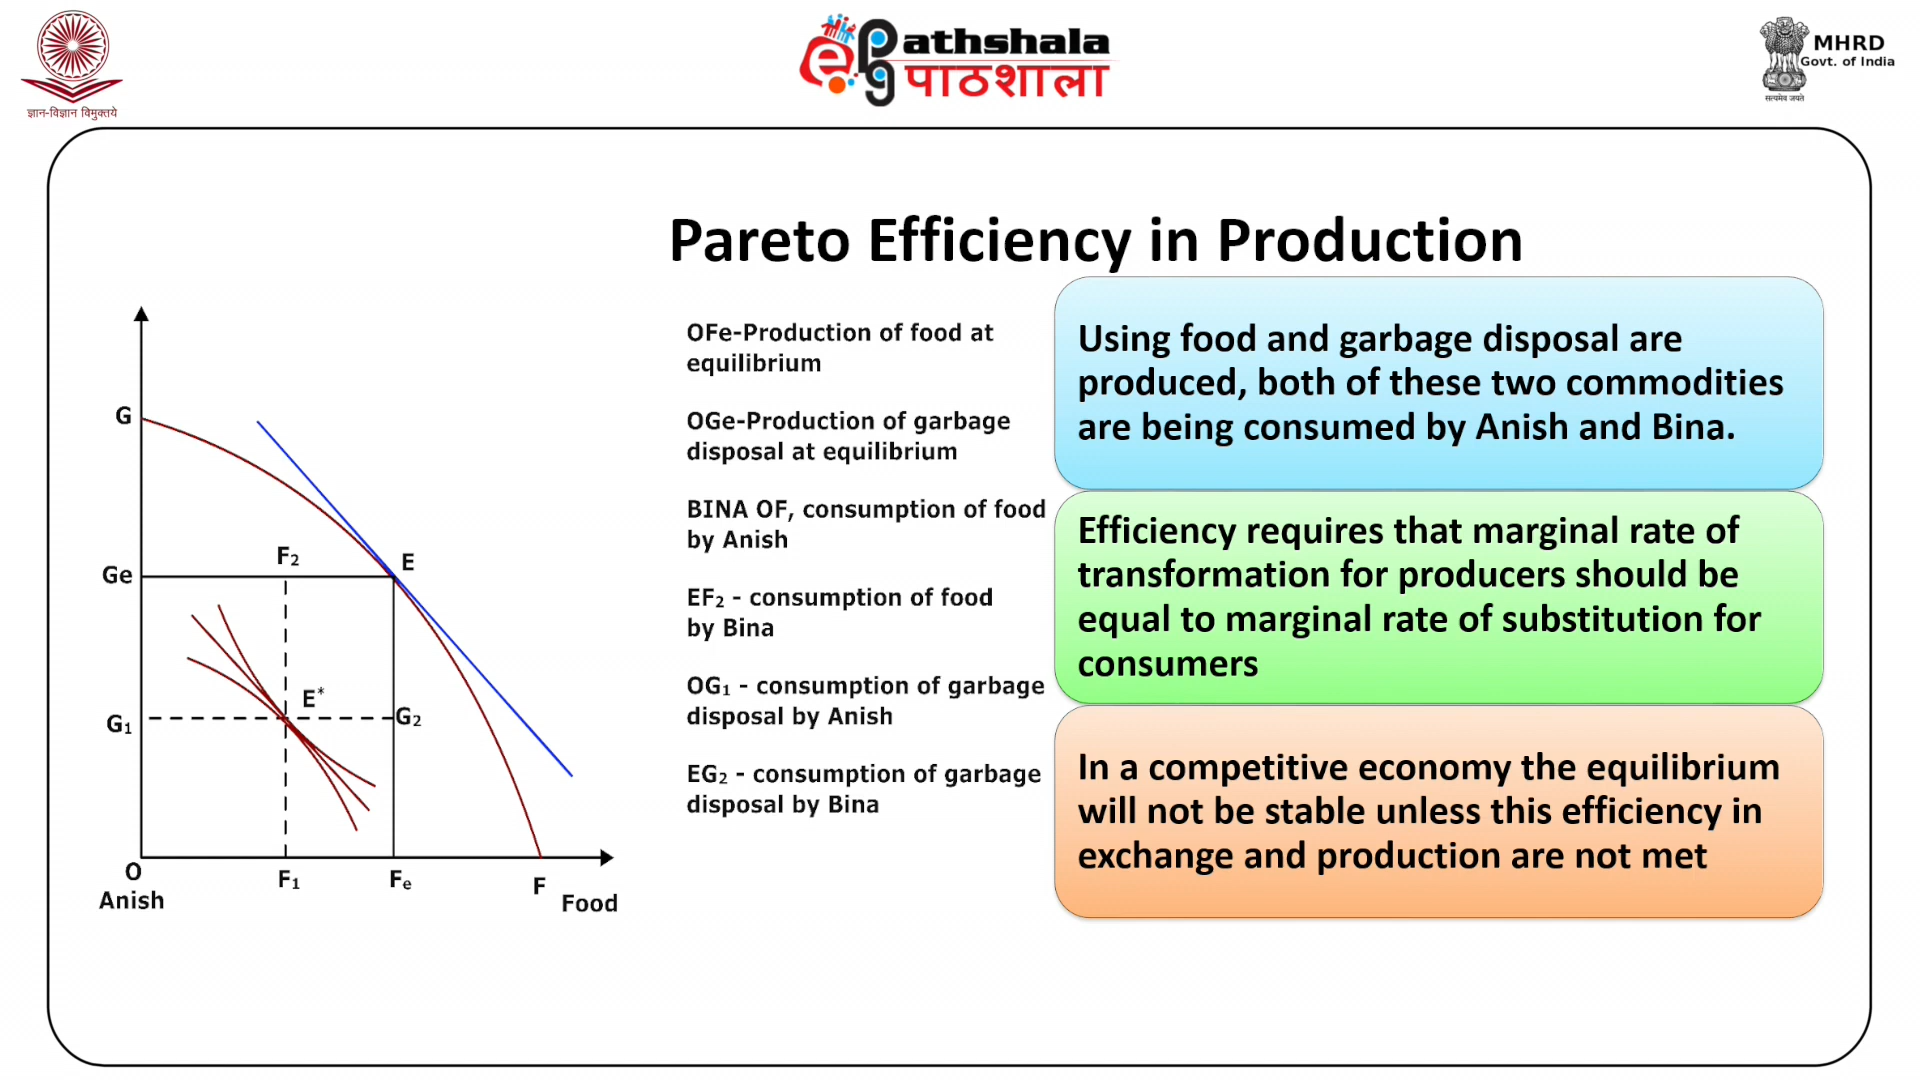 ज्ञान-विज्ञान विमुक्तये
ePG Pathshala
पाठशाला
MHRD
Govt. of India
सत्यमेव जयते
Pareto Efficiency in Production
G
Ge
F₂
E
E*
G₁
G₂
O
Anish
F₁
Fₑ
F
Food
OFe-Production of food at
equilibrium
OGe-Production of garbage
disposal at equilibrium
BINA OF, consumption of food
by Anish
EF₂ - consumption of food
by Bina
OG₁ - consumption of garbage
disposal by Anish
EG₂ - consumption of garbage
disposal by Bina
Using food and garbage disposal are
produced, both of these two commodities
are being consumed by Anish and Bina.
Efficiency requires that marginal rate of
transformation for producers should be
equal to marginal rate of substitution for
consumers
In a competitive economy the equilibrium
will not be stable unless this efficiency in
exchange and production are not met